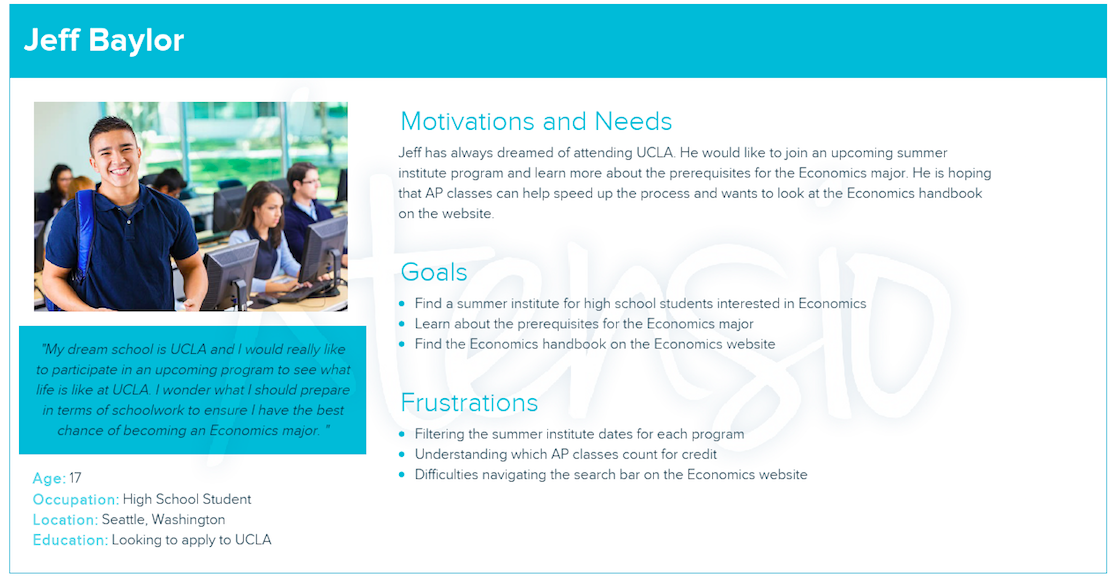 Jeff Baylor
"My dream school is UCLA and I would really like
to participate in an upcoming program to see what
life is like at UCLA. I wonder what I should prepare
in terms of schoolwork to ensure I have the best
chance of becoming an Economics major. "
Age: 17
Occupation: High School Student
Location: Seattle, Washington
Education: Looking to apply to UCLA
Motivations and Needs
Jeff has always dreamed of attending UCLA. He would like to join an upcoming summer
institute program and learn more about the prerequisites for the Economics major. He is hoping
that AP classes can help speed up the process and wants to look at the Economics handbook
on the website.
Goals
• Find a summer institute for high school students interested in Economics
• Learn about the prerequisites for the Economics major
• Find the Economics handbook on the Economics website
Frustrations
• Filtering the summer institute dates for each program
• Understanding which AP classes count for credit
• Difficulties navigating the search bar on the Economics website
xtensio